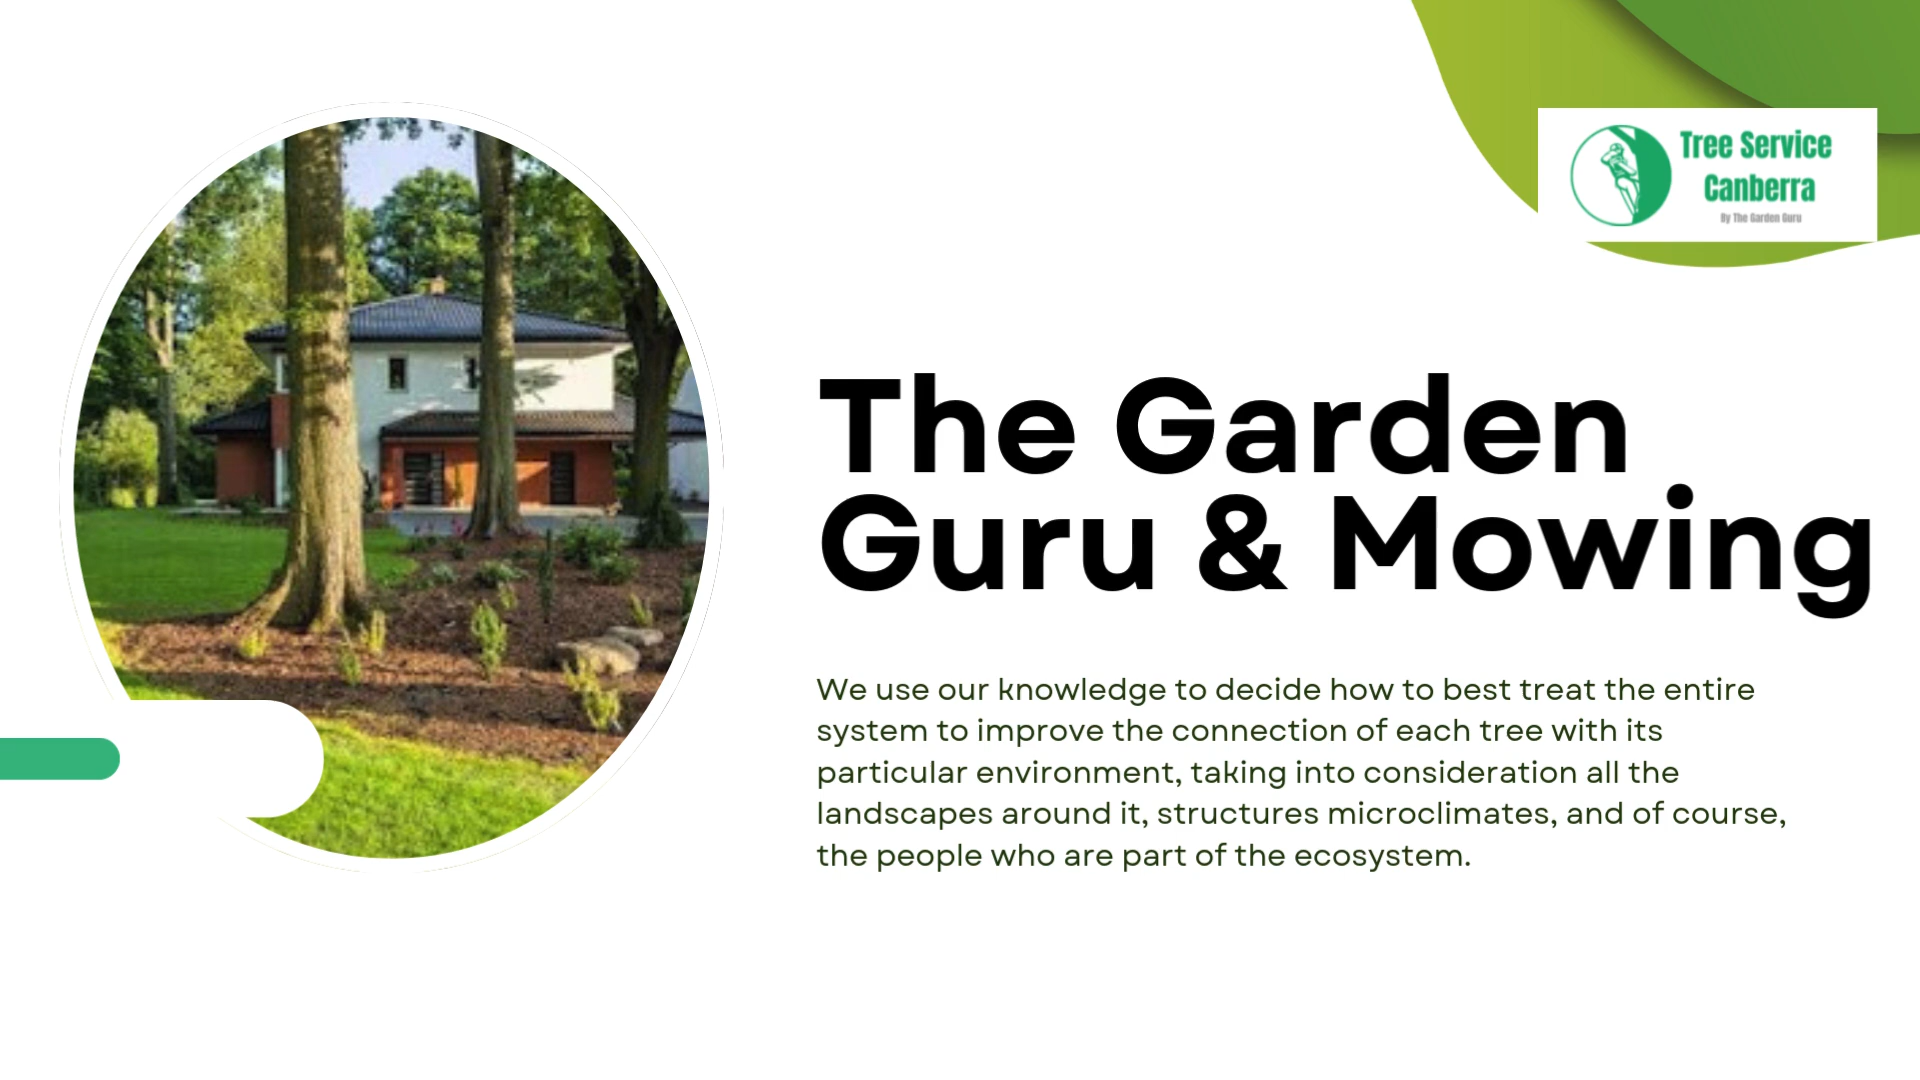 Tree Service
Canberra
By The Garden Guru
The Garden
Guru & Mowing
We use our knowledge to decide how to best treat the entire
system to improve the connection of each tree with its
particular environment, taking into consideration all the
landscapes around it, structures microclimates, and of course,
the people who are part of the ecosystem.